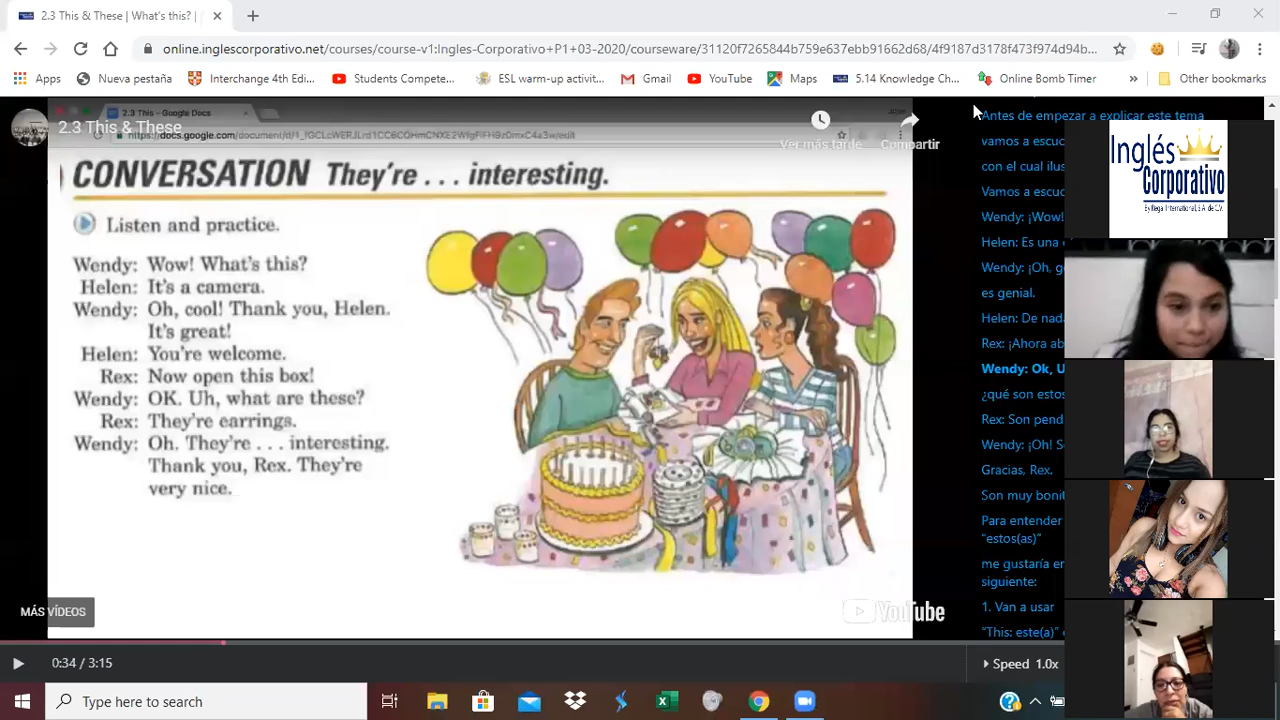 2.3 This & These | What's this? |
online.inglescorporativo.net/courses/course-v1:Ingles-Corporativo+P1+03-2020/courseware/31120f7265844b759e637ebb91662d68/4f9187d3178f473f974d94b...
Apps Nueva pestaña Interchange 4th Edi... Students Compete... ESL warm-up activit... Gmail YouTube Maps 5.14 Knowledge Ch... Online Bomb Timer » Other bookmarks
2.3 This – Google Docs
2.3 This & These
Ver más tarde Compartir
CONVERSATION They're . . . interesting.
Listen and practice.
Wendy: Wow! What's this?
Helen: It's a camera.
Wendy: Oh, cool! Thank you, Helen.
It's great!
Helen: You're welcome.
Rex: Now open this box!
Wendy: OK. Uh, what are these?
Rex: They're earrings.
Wendy: Oh. They're . . . interesting.
Thank you, Rex. They're
very nice.
MÁS VÍDEOS
YouTube
0:34 / 3:15
Speed 1.0x
Antes de empezar a explicar este tema
vamos a escuc
con el cual ilus
Vamos a escuc
Wendy: ¡Wow!
Helen: Es una
Wendy: ¡Oh, g
es genial.
Helen: De nada
Rex: ¡Ahora ab
Wendy: Ok, U
¿qué son estos
Rex: Son pend
Wendy: ¡Oh! S
Gracias, Rex.
Son muy bonit
Para entender
"estos(as)"
me gustaría en
siguiente:
1. Van a usar
"This: este(a)"
Inglés
Corporativo
Type here to search